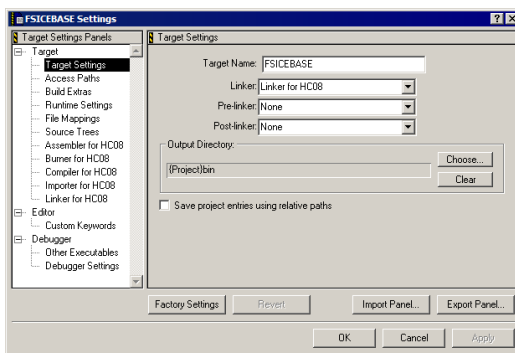 FSICEBASE Settings
Target Settings Panels
Target
Target Settings
Access Paths
Build Extras
Runtime Settings
File Mappings
Source Trees
Assembler for HC08
Burner for HC08
Compiler for HC08
Importer for HC08
Linker for HC08
Editor
Custom Keywords
Debugger
Other Executables
Debugger Settings
Target Settings
Target Name: FSICEBASE
Linker: Linker for HC08
Pre-linker: None
Post-linker: None
Output Directory:
{Project}bin
Choose...
Clear
Save project entries using relative paths
Factory Settings Revert Import Panel... Export Panel...
OK Cancel Apply